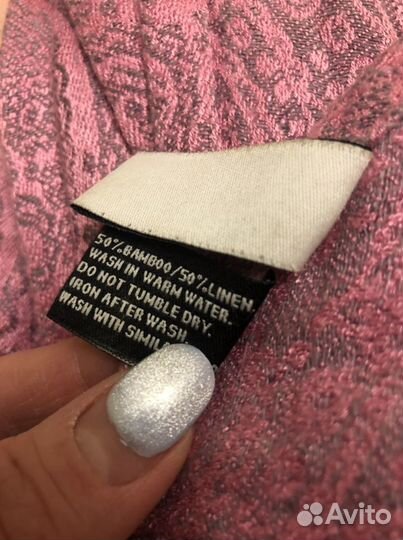 50%BAMBOO/50%LINEN.
WASH IN WARM WATER.
DO NOT TUMBLE DRY.
IRON AFTER WASH.
WASH WITH
Avito